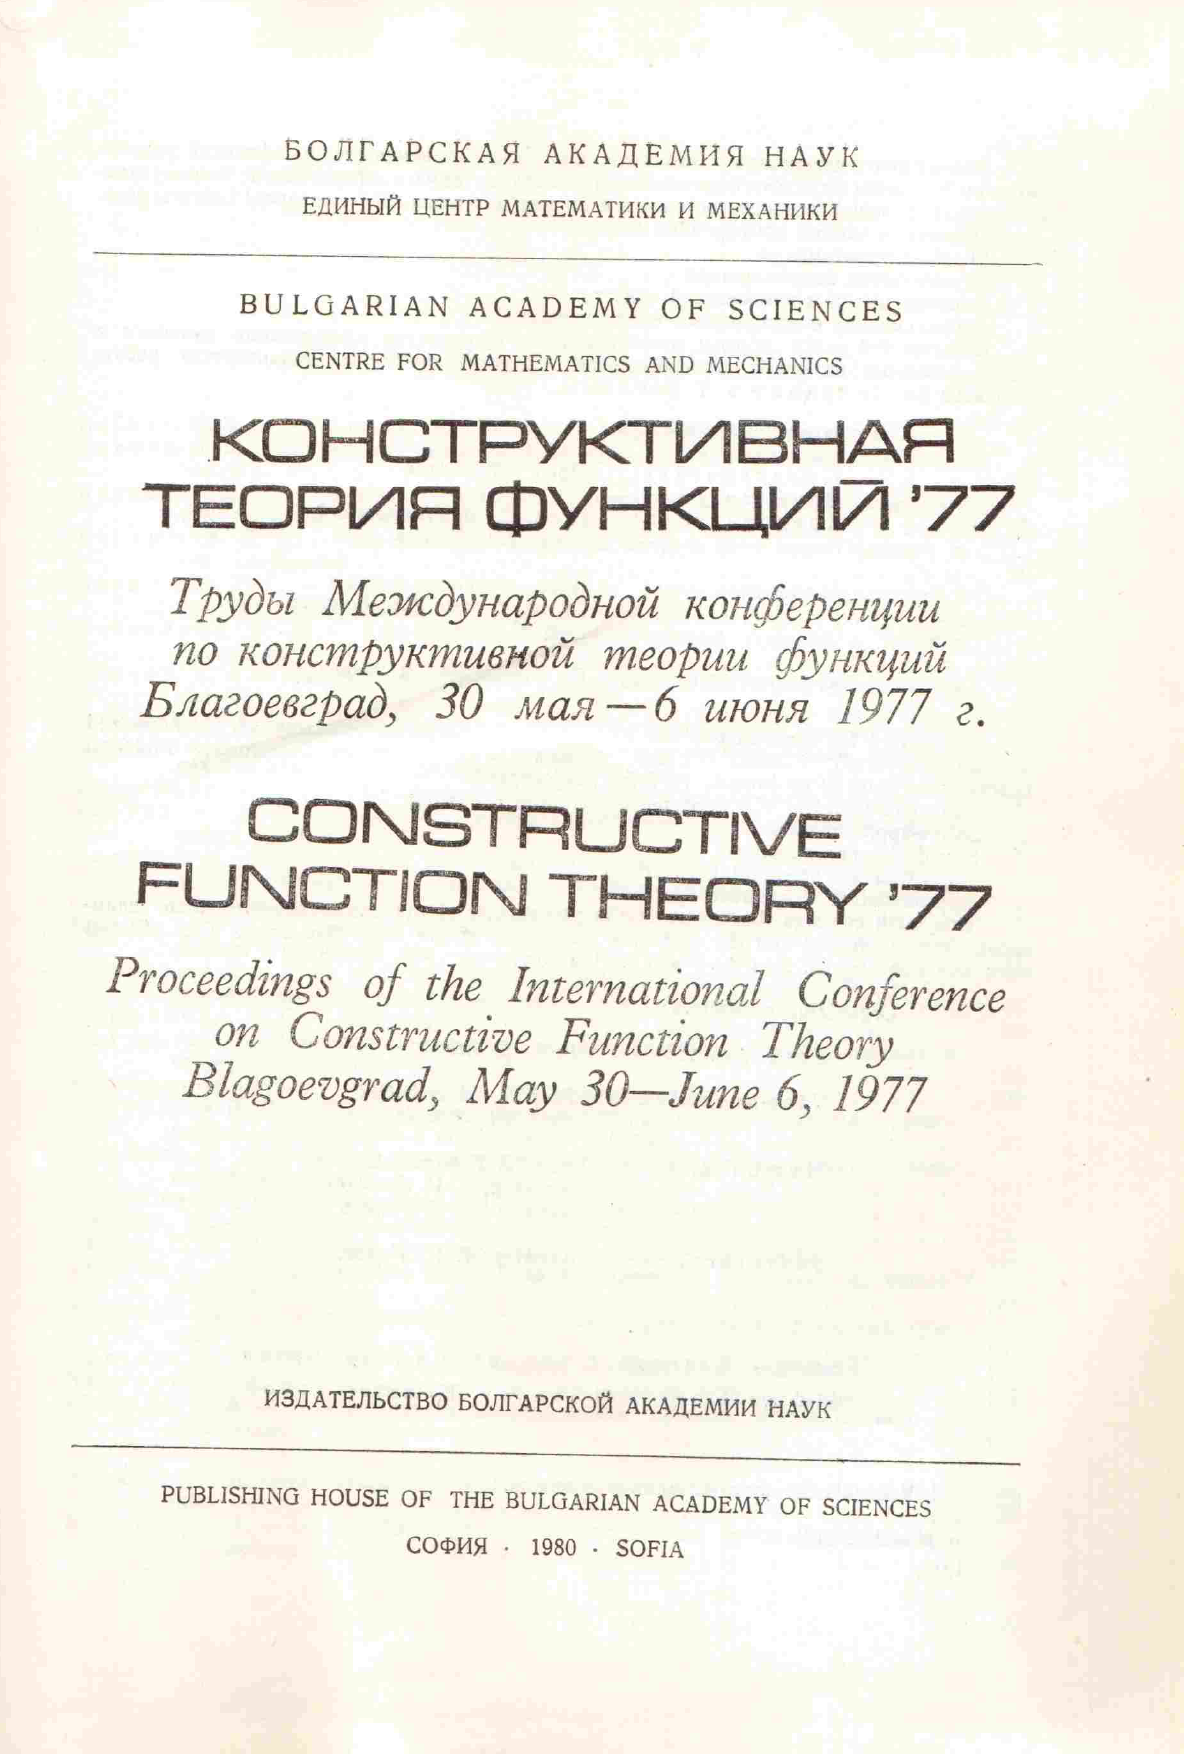 БОЛГАРСКАЯ АКАДЕМИЯ НАУК
ЕДИНЫЙ ЦЕНТР МАТЕМАТИКИ И МЕХАНИКИ
BULGARIAN ACADEMY OF SCIENCES
CENTRE FOR MATHEMATICS AND MECHANICS
КОНСТРУКТИВНАЯ
ТЕОРИЯ ФУНКЦИЙ '77
Труды Международной конференции
по конструктивной теории функций
Благоевград, 30 мая — 6 июня 1977 г.
CONSTRUCTIVE
FUNCTION THEORY '77
Proceedings of the International Conference
on Constructive Function Theory
Blagoevgrad, May 30—June 6, 1977
ИЗДАТЕЛЬСТВО БОЛГАРСКОЙ АКАДЕМИИ НАУК
PUBLISHING HOUSE OF THE BULGARIAN ACADEMY OF SCIENCES
СОФИЯ · 1980 · SOFIA